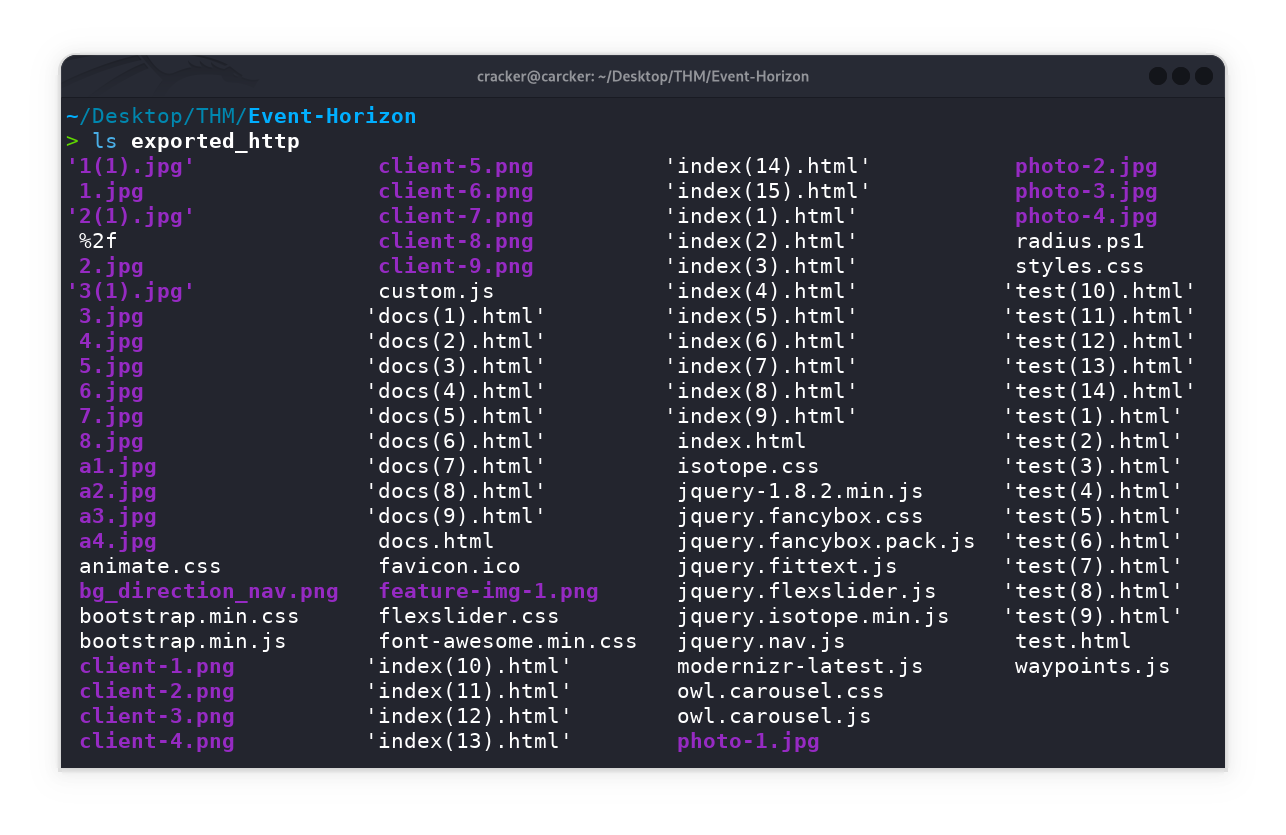 cracker@carcker: ~/Desktop/THM/Event-Horizon
~/Desktop/THM/Event-Horizon
> ls exported_http
'1(1).jpg' client-5.png 'index(14).html' photo-2.jpg
1.jpg client-6.png 'index(15).html' photo-3.jpg
'2(1).jpg' client-7.png 'index(1).html' photo-4.jpg
%2f client-8.png 'index(2).html' radius.ps1
2.jpg client-9.png 'index(3).html' styles.css
'3(1).jpg' custom.js 'index(4).html' 'test(10).html'
3.jpg 'docs(1).html' 'index(5).html' 'test(11).html'
4.jpg 'docs(2).html' 'index(6).html' 'test(12).html'
5.jpg 'docs(3).html' 'index(7).html' 'test(13).html'
6.jpg 'docs(4).html' 'index(8).html' 'test(14).html'
7.jpg 'docs(5).html' 'index(9).html' 'test(1).html'
8.jpg 'docs(6).html' index.html 'test(2).html'
a1.jpg 'docs(7).html' isotope.css 'test(3).html'
a2.jpg 'docs(8).html' jquery-1.8.2.min.js 'test(4).html'
a3.jpg 'docs(9).html' jquery.fancybox.css 'test(5).html'
a4.jpg docs.html jquery.fancybox.pack.js 'test(6).html'
animate.css favicon.ico jquery.fittext.js 'test(7).html'
bg_direction_nav.png feature-img-1.png jquery.flexslider.js 'test(8).html'
bootstrap.min.css flexslider.css jquery.isotope.min.js 'test(9).html'
bootstrap.min.js font-awesome.min.css jquery.nav.js test.html
client-1.png 'index(10).html' modernizr-latest.js waypoints.js
client-2.png 'index(11).html' owl.carousel.css
client-3.png 'index(12).html' owl.carousel.js
client-4.png 'index(13).html' photo-1.jpg